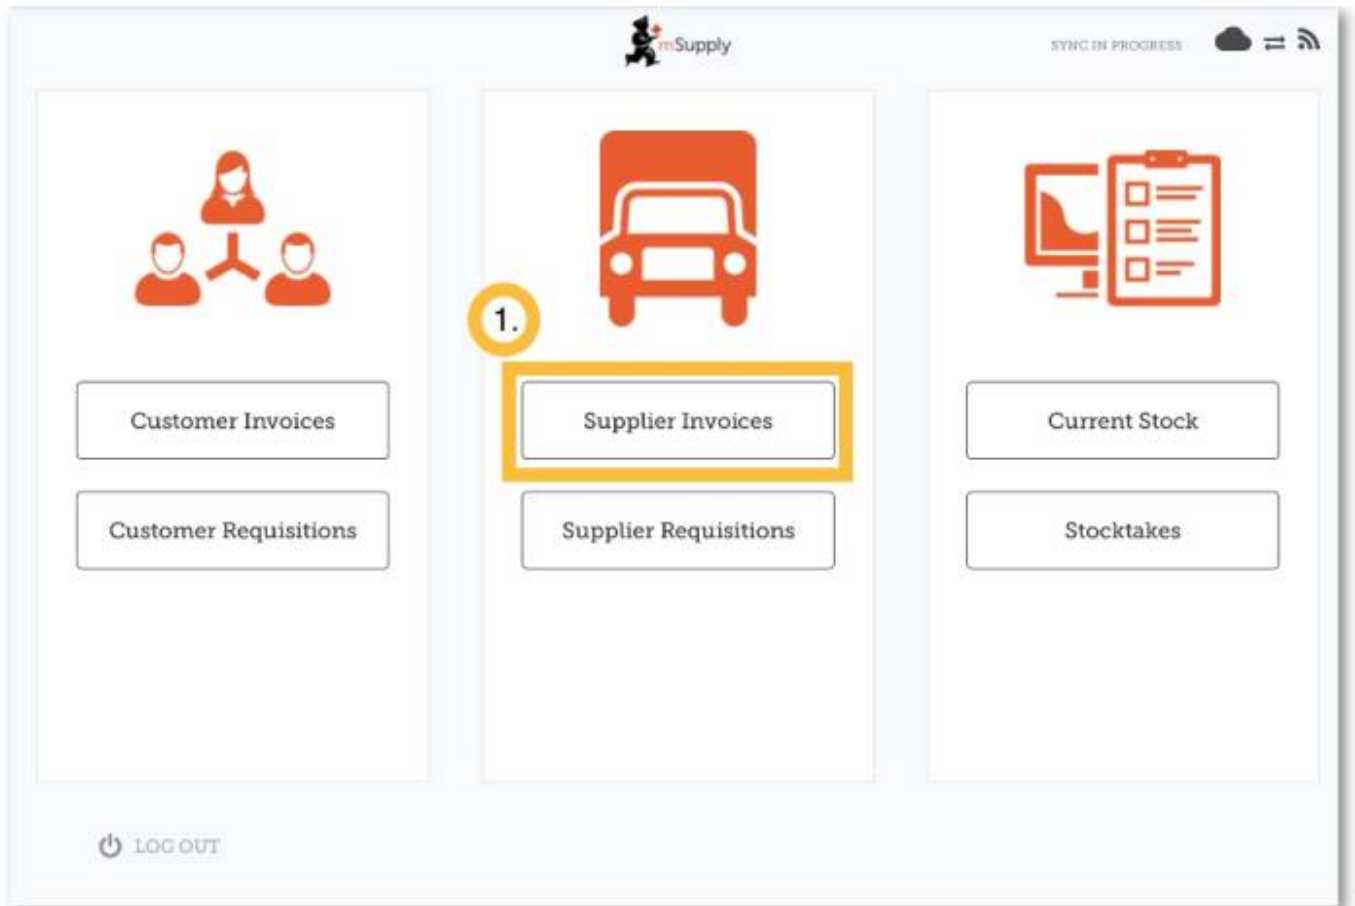 mSupply
SYNC IN PROGRESS
1.
Customer Invoices
Supplier Invoices
Current Stock
Customer Requisitions
Supplier Requisitions
Stocktakes
LOG OUT